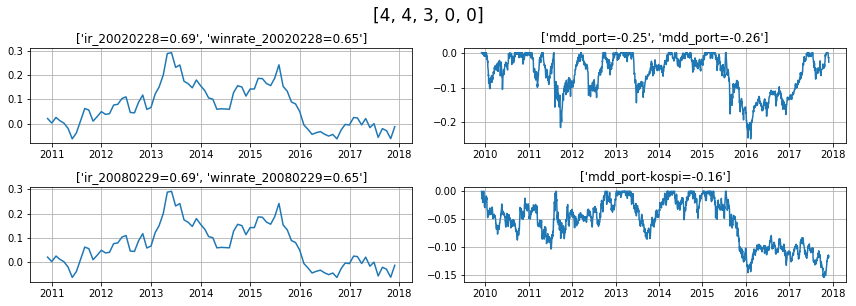 [4, 4, 3, 0, 0]
['ir_20020228=0.69', 'winrate_20020228=0.65']
0.3
0.2
0.1
0.0
2011 2012 2013 2014 2015 2016 2017 2018
['mdd_port=-0.25', 'mdd_port=-0.26']
0.0
−0.1
−0.2
2010 2011 2012 2013 2014 2015 2016 2017 2018
['ir_20080229=0.69', 'winrate_20080229=0.65']
0.3
0.2
0.1
0.0
2011 2012 2013 2014 2015 2016 2017 2018
['mdd_port-kospi=-0.16']
0.00
−0.05
−0.10
−0.15
2010 2011 2012 2013 2014 2015 2016 2017 2018